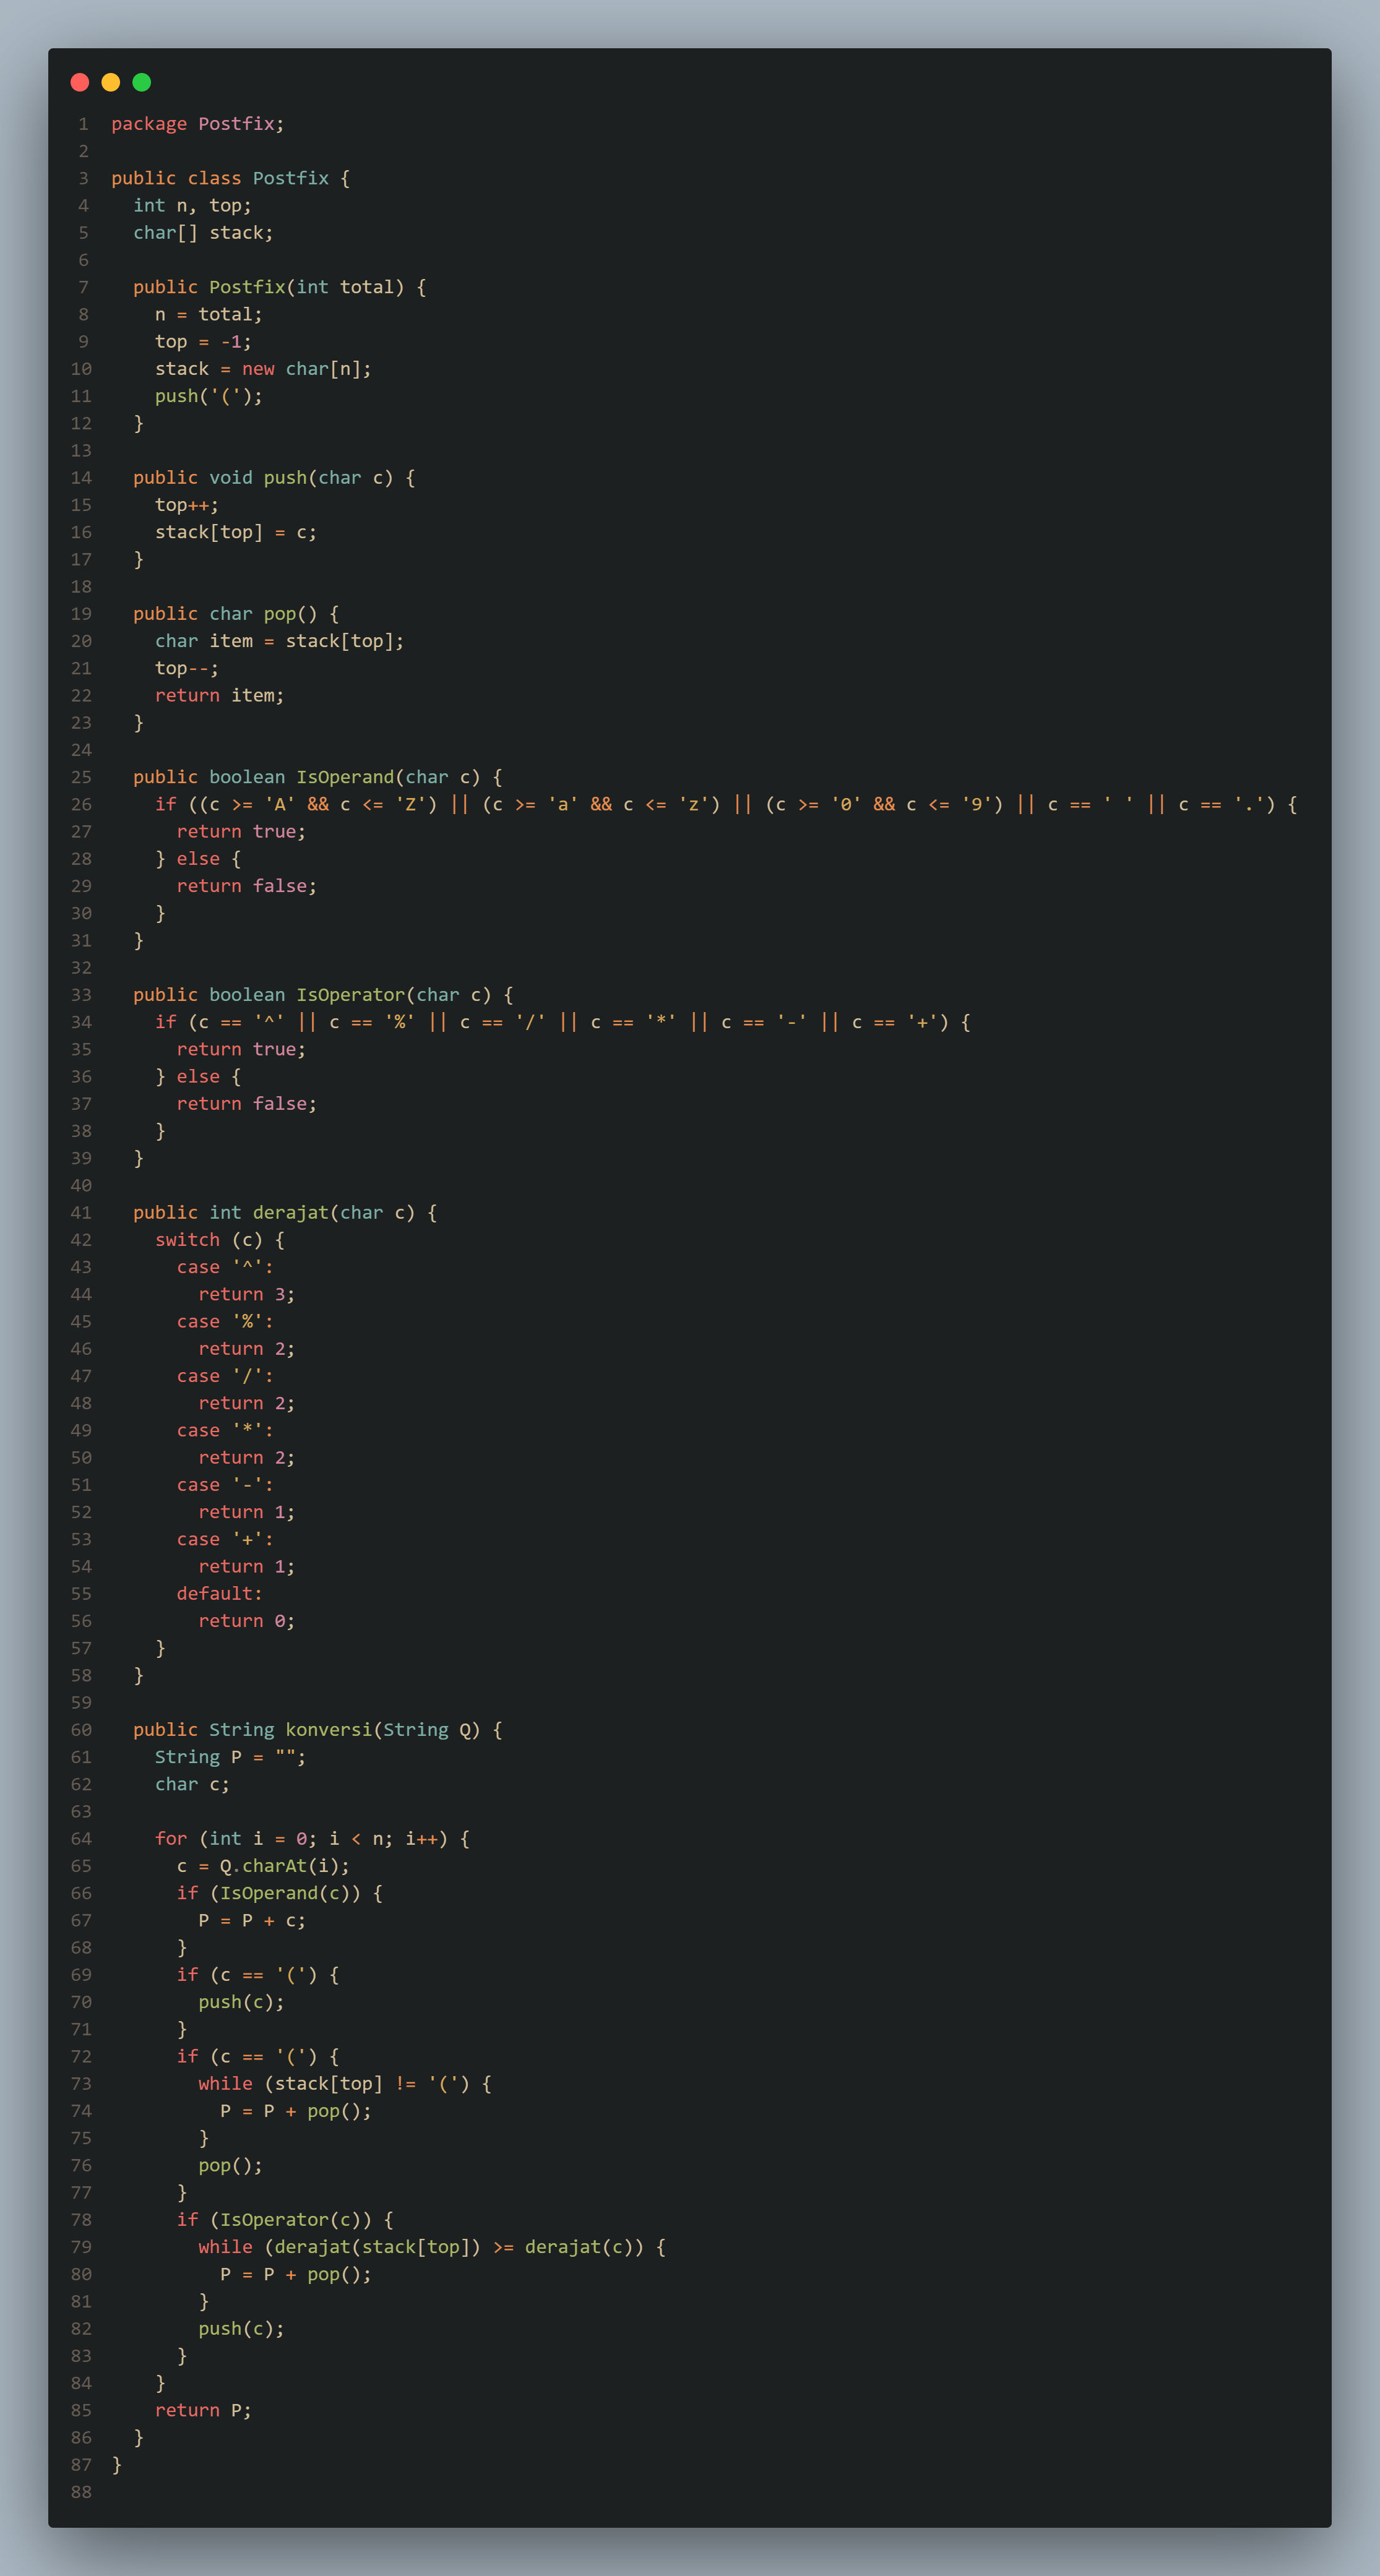 1 package Postfix;
2
3 public class Postfix {
4   int n, top;
5   char[] stack;
6
7   public Postfix(int total) {
8     n = total;
9     top = -1;
10     stack = new char[n];
11     push('(');
12   }
13
14   public void push(char c) {
15     top++;
16     stack[top] = c;
17   }
18
19   public char pop() {
20     char item = stack[top];
21     top--;
22     return item;
23   }
24
25   public boolean IsOperand(char c) {
26     if ((c >= 'A' && c <= 'Z') || (c >= 'a' && c <= 'z') || (c >= '0' && c <= '9') || c == ' ' || c == '.') {
27       return true;
28     } else {
29       return false;
30     }
31   }
32
33   public boolean IsOperator(char c) {
34     if (c == '^' || c == '%' || c == '/' || c == '*' || c == '-' || c == '+') {
35       return true;
36     } else {
37       return false;
38     }
39   }
40
41   public int derajat(char c) {
42     switch (c) {
43       case '^':
44         return 3;
45       case '%':
46         return 2;
47       case '/':
48         return 2;
49       case '*':
50         return 2;
51       case '-':
52         return 1;
53       case '+':
54         return 1;
55       default:
56         return 0;
57     }
58   }
59
60   public String konversi(String Q) {
61     String P = "";
62     char c;
63
64     for (int i = 0; i < n; i++) {
65       c = Q.charAt(i);
66       if (IsOperand(c)) {
67         P = P + c;
68       }
69       if (c == '(') {
70         push(c);
71       }
72       if (c == '(') {
73         while (stack[top] != '(') {
74           P = P + pop();
75         }
76         pop();
77       }
78       if (IsOperator(c)) {
79         while (derajat(stack[top]) >= derajat(c)) {
80           P = P + pop();
81         }
82         push(c);
83       }
84     }
85     return P;
86   }
87 }
88